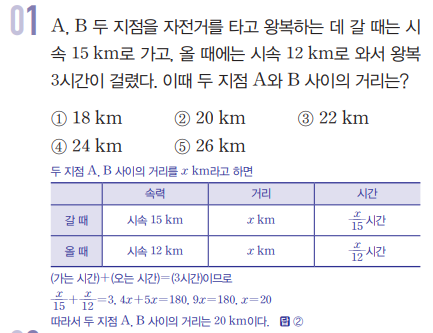 01 A, B 두 지점을 자전거를 타고 왕복하는 데 갈 때는 시
속 15 km로 가고, 올 때에는 시속 12 km로 와서 왕복
3시간이 걸렸다. 이때 두 지점 A와 B 사이의 거리는?
① 18 km ② 20 km ③ 22 km
④ 24 km ⑤ 26 km
두 지점 A, B 사이의 거리를 x km라고 하면
속력 거리 시간
갈 때 시속 15 km x km x/15 시간
올 때 시속 12 km x km x/12 시간
(가는 시간)+(오는 시간)=(3시간)이므로
x/15 + x/12 =3, 4x+5x=180, 9x=180, x=20
따라서 두 지점 A, B 사이의 거리는 20 km이다. 답 ②